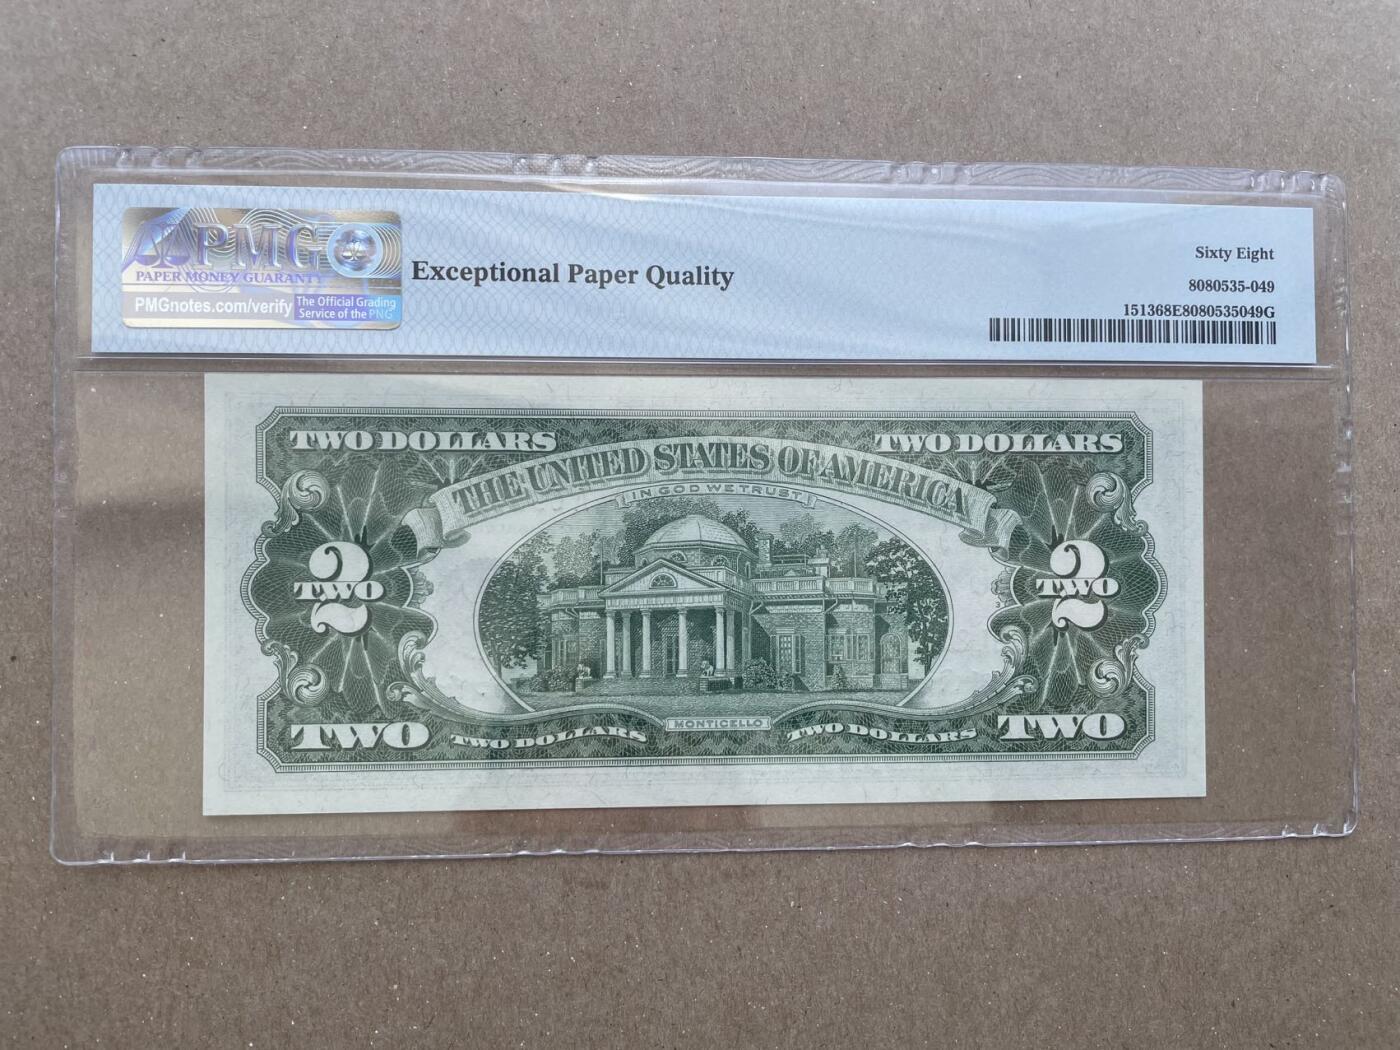 PMG
PAPER MONEY GUARANTY
PMGnotes.com/verify
The Official Grading
Service of the PNG
Exceptional Paper Quality
Sixty Eight
8080535-049
151368E8080535049G
TWO DOLLARS
TWO DOLLARS
THE UNITED STATES OF AMERICA
IN GOD WE TRUST
2
TWO
2
TWO
MONTICELLO
TWO
TWO DOLLARS
TWO DOLLARS
TWO